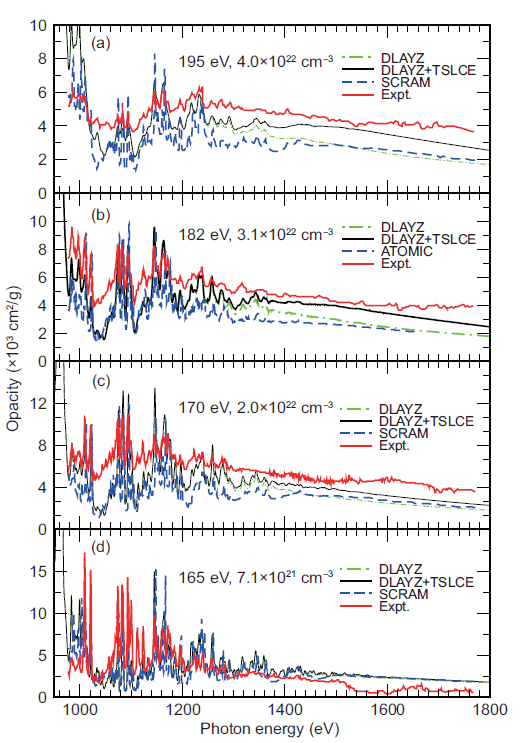 10
(a)
195 eV, 4.0×10²² cm⁻³
DLAYZ
DLAYZ+TSLCE
SCRAM
Expt.
8
6
4
2
0
10
(b)
182 eV, 3.1×10²² cm⁻³
DLAYZ
DLAYZ+TSLCE
ATOMIC
Expt.
8
6
4
2
0
Opacity (×10³ cm²/g)
(c)
170 eV, 2.0×10²² cm⁻³
DLAYZ
DLAYZ+TSLCE
SCRAM
Expt.
12
8
4
0
(d)
165 eV, 7.1×10²¹ cm⁻³
DLAYZ
DLAYZ+TSLCE
SCRAM
Expt.
15
10
5
0
1000 1200 1400 1600 1800
Photon energy (eV)